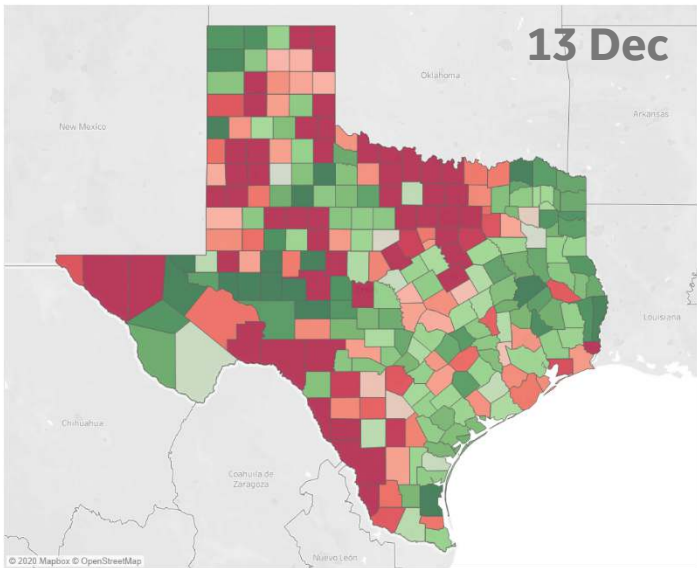 13 Dec
Oklahoma
New Mexico
Arkansas
Louisiana
Chihuahua
Coahuila de
Zaragoza
Nuevo León
© 2020 Mapbox © OpenStreetMap